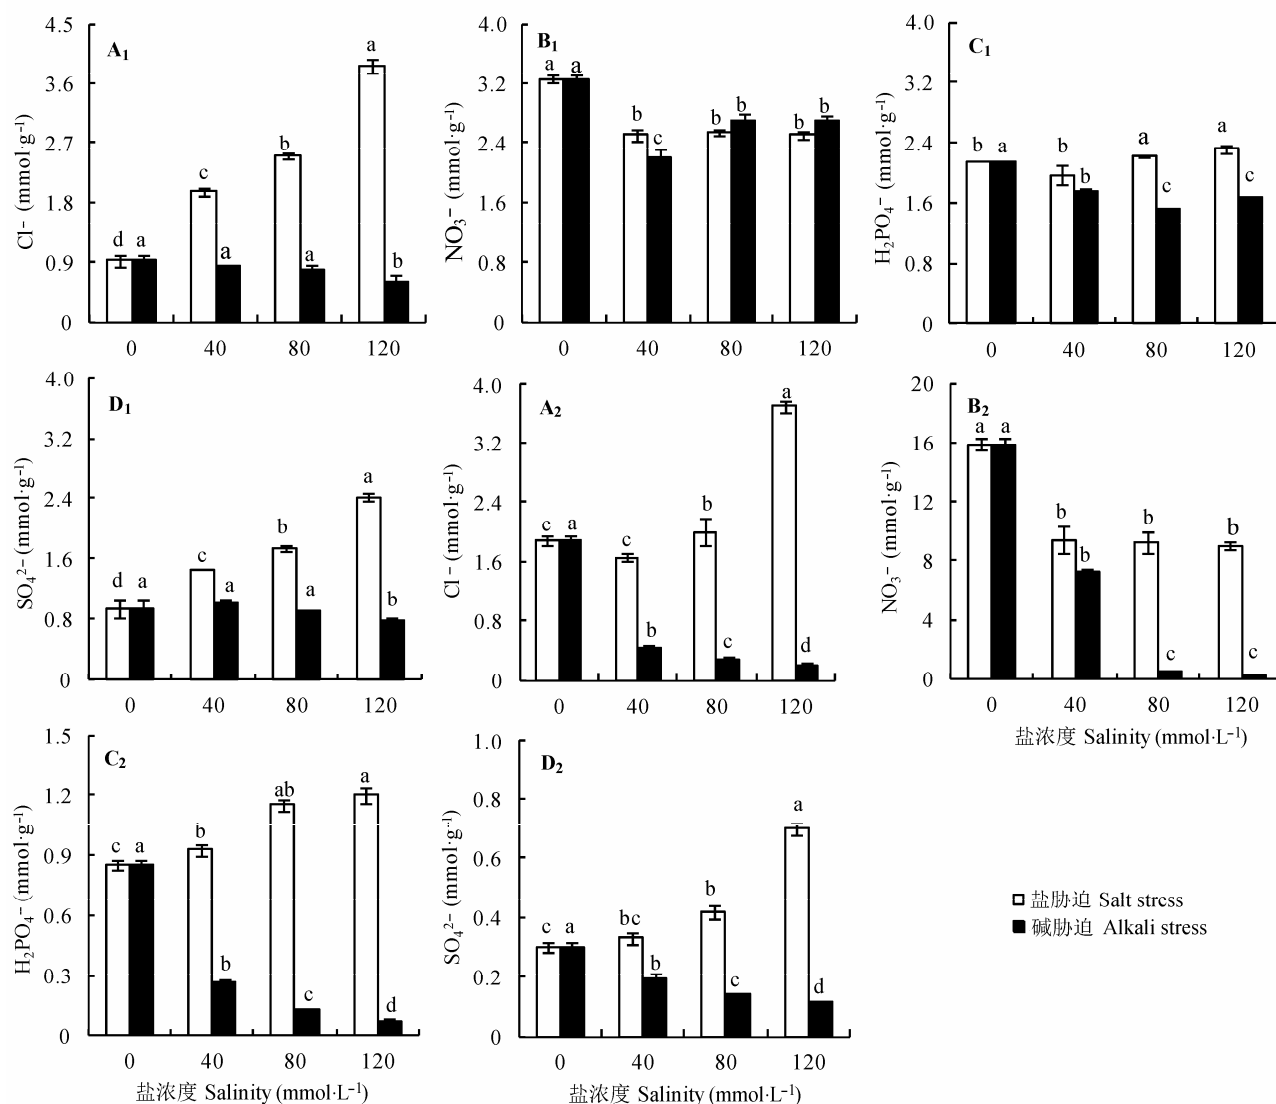 A₁
Cl⁻ (mmol·g⁻¹)
4.5
3.6
2.7
1.8
0.9
0
d a
c a
b a
a b
0 40 80 120
B₁
NO₃⁻ (mmol·g⁻¹)
4.0
3.2
2.4
1.6
0.8
0
a a
b c
b b
b b
0 40 80 120
C₁
H₂PO₄⁻ (mmol·g⁻¹)
4.0
3.2
2.4
1.6
0.8
0
b a
b b
a c
a c
0 40 80 120
D₁
SO₄²⁻ (mmol·g⁻¹)
4.0
3.2
2.4
1.6
0.8
0
d a
c a
b a
a b
0 40 80 120
A₂
Cl⁻ (mmol·g⁻¹)
4.0
3.2
2.4
1.6
0.8
0
c a
c b
b c
a d
0 40 80 120
B₂
NO₃⁻ (mmol·g⁻¹)
20
16
12
8
4
0
a a
b b
b c
b c
0 40 80 120
盐浓度 Salinity (mmol·L⁻¹)
C₂
H₂PO₄⁻ (mmol·g⁻¹)
1.5
1.2
0.9
0.6
0.3
0
c a
b b
ab c
a d
0 40 80 120
盐浓度 Salinity (mmol·L⁻¹)
D₂
SO₄²⁻ (mmol·g⁻¹)
1.0
0.8
0.6
0.4
0.2
0
c a
bc b
b c
a d
0 40 80 120
盐浓度 Salinity (mmol·L⁻¹)
盐胁迫 Salt stress
碱胁迫 Alkali stress